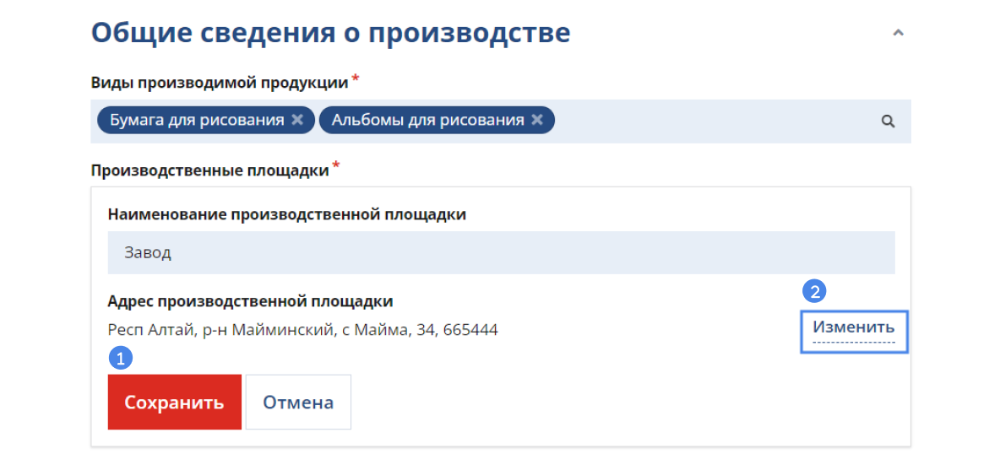 Общие сведения о производстве
Виды производимой продукции *
Бумага для рисования × Альбомы для рисования ×
Производственные площадки *
Наименование производственной площадки
Завод
Адрес производственной площадки
2
Респ Алтай, р-н Майминский, с Майма, 34, 665444
Изменить
1
Сохранить Отмена